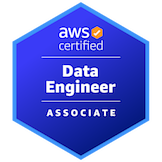 aws
certified
Data
Engineer
ASSOCIATE